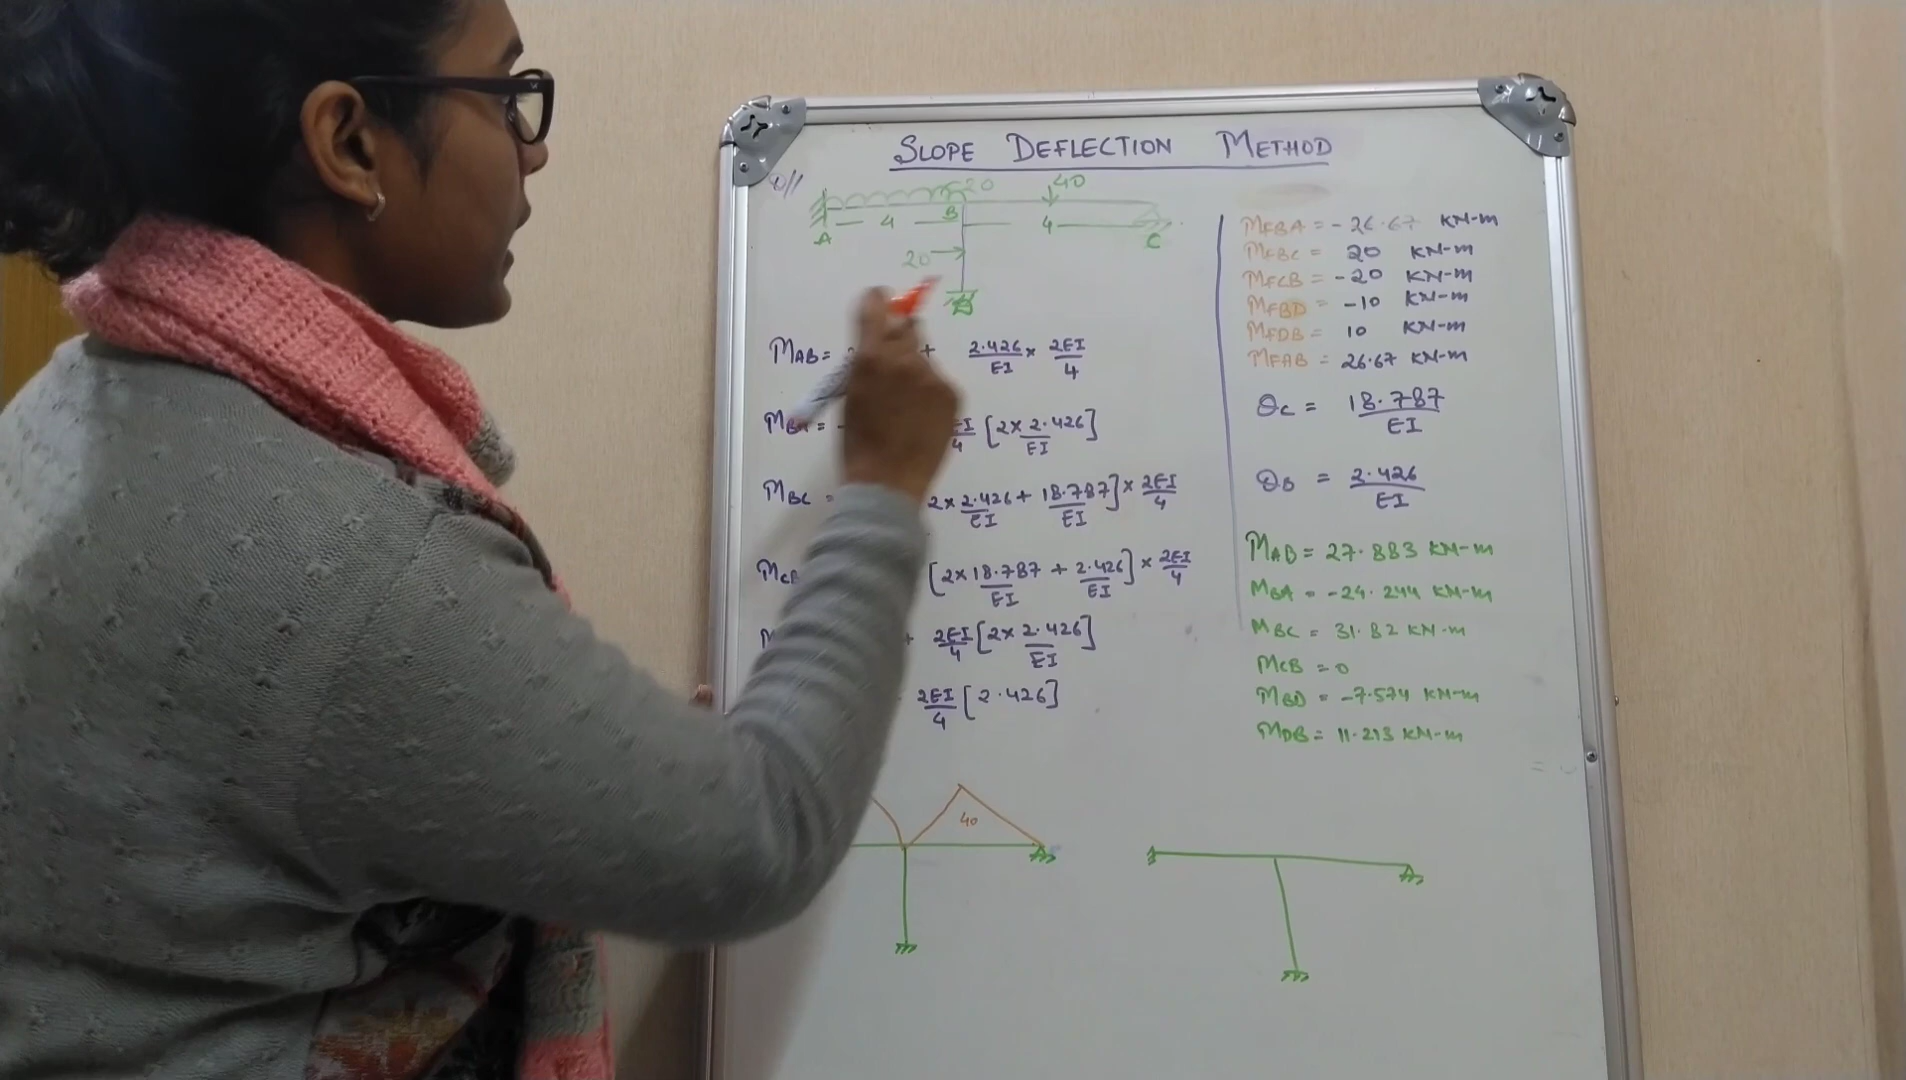 SLOPE DEFLECTION METHOD
Q/1
20 40
4 B 4
A C
20
D
MAB = + 2.426/EI × 2EI/4
MBA = - EI/4 [2×2.426/EI]
MBC = 2×2.426/EI + 18.787/EI] × 2EI/4
MCB [2×18.787/EI + 2.426/EI] × 2EI/4
M + 2EI/4 [2×2.426/EI]
2EI/4 [2.426]
40
MFBA = -26.67 KN-m
MFBC = 20 KN-m
MFCB = -20 KN-m
MFBD = -10 KN-m
MFDB = 10 KN-m
MFAB = 26.67 KN-m
θC = 18.787/EI
θB = 2.426/EI
MAB = 27.883 KN-m
MBA = -24.244 KN-m
MBC = 31.82 KN-m
MCB = 0
MBD = -7.574 KN-m
MDB = 11.213 KN-m